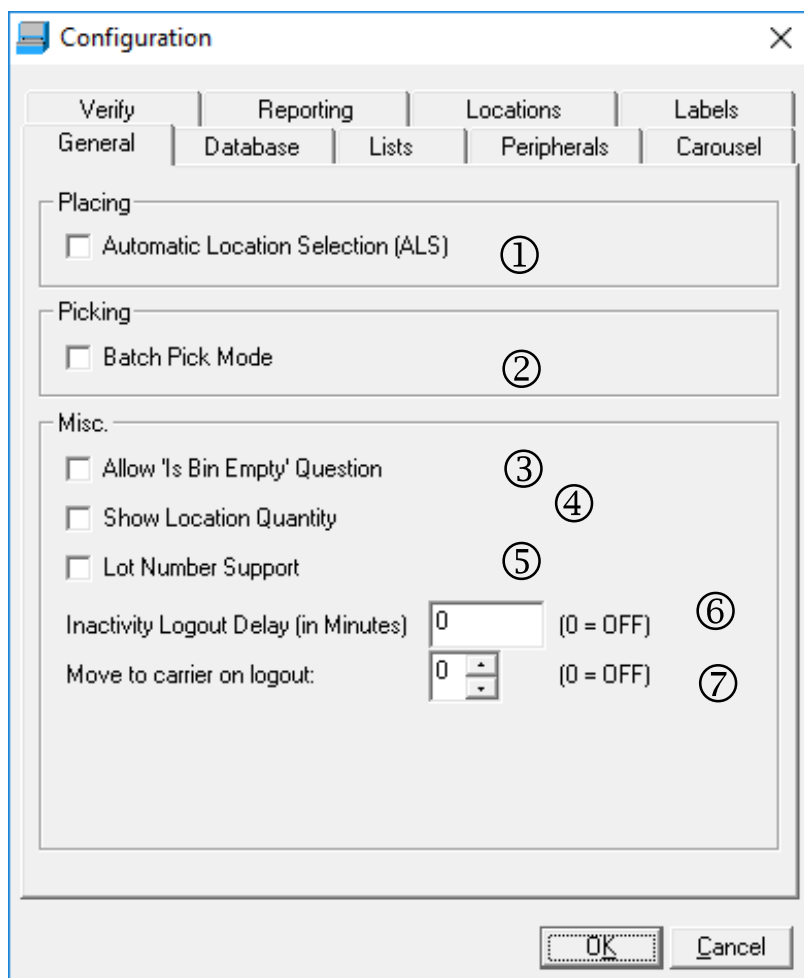 Configuration
Verify Reporting Locations Labels
General Database Lists Peripherals Carousel
Placing
Automatic Location Selection (ALS) ①
Picking
Batch Pick Mode ②
Misc.
Allow 'Is Bin Empty' Question ③
④
Show Location Quantity
Lot Number Support ⑤
Inactivity Logout Delay (in Minutes) 0 (0 = OFF) ⑥
Move to carrier on logout: 0 (0 = OFF) ⑦
OK Cancel